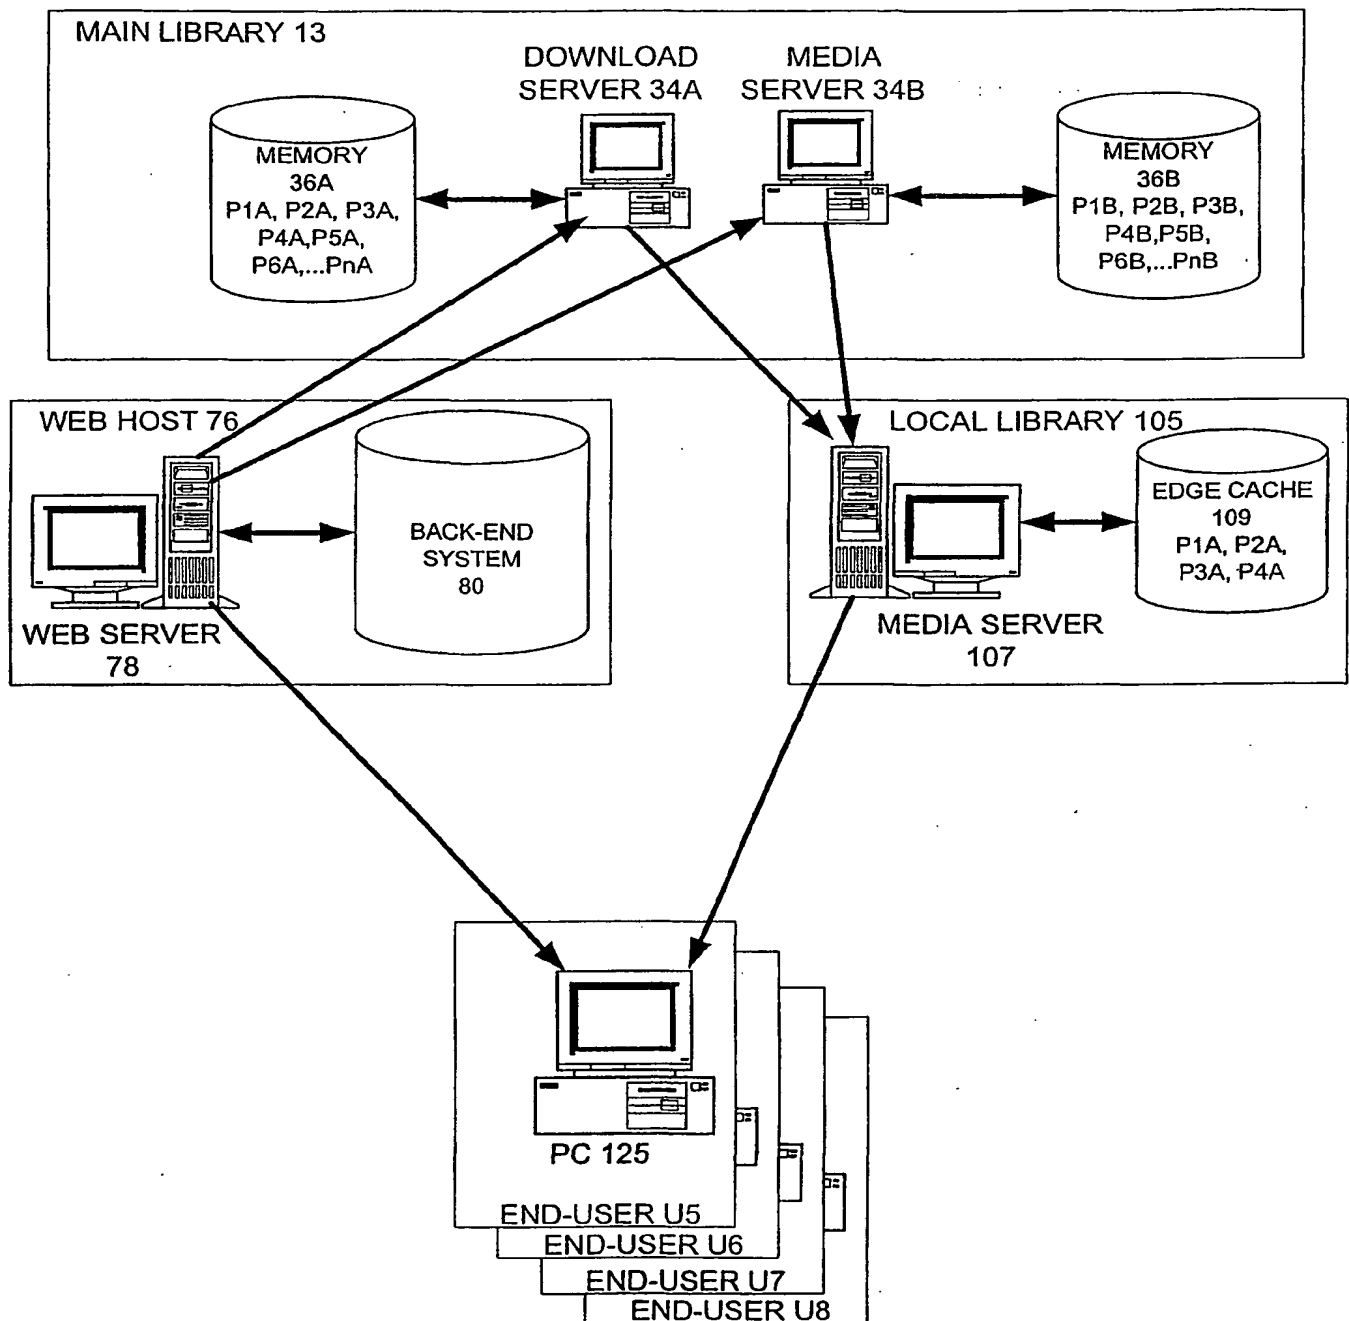 MAIN LIBRARY 13
DOWNLOAD
SERVER 34A
MEDIA
SERVER 34B
MEMORY
36A
P1A, P2A, P3A,
P4A,P5A,
P6A,...PnA
MEMORY
36B
P1B, P2B, P3B,
P4B,P5B,
P6B,...PnB
WEB HOST 76
BACK-END
SYSTEM
80
WEB SERVER
78
LOCAL LIBRARY 105
EDGE CACHE
109
P1A, P2A,
P3A, P4A
MEDIA SERVER
107
PC 125
END-USER U5
END-USER U6
END-USER U7
END-USER U8